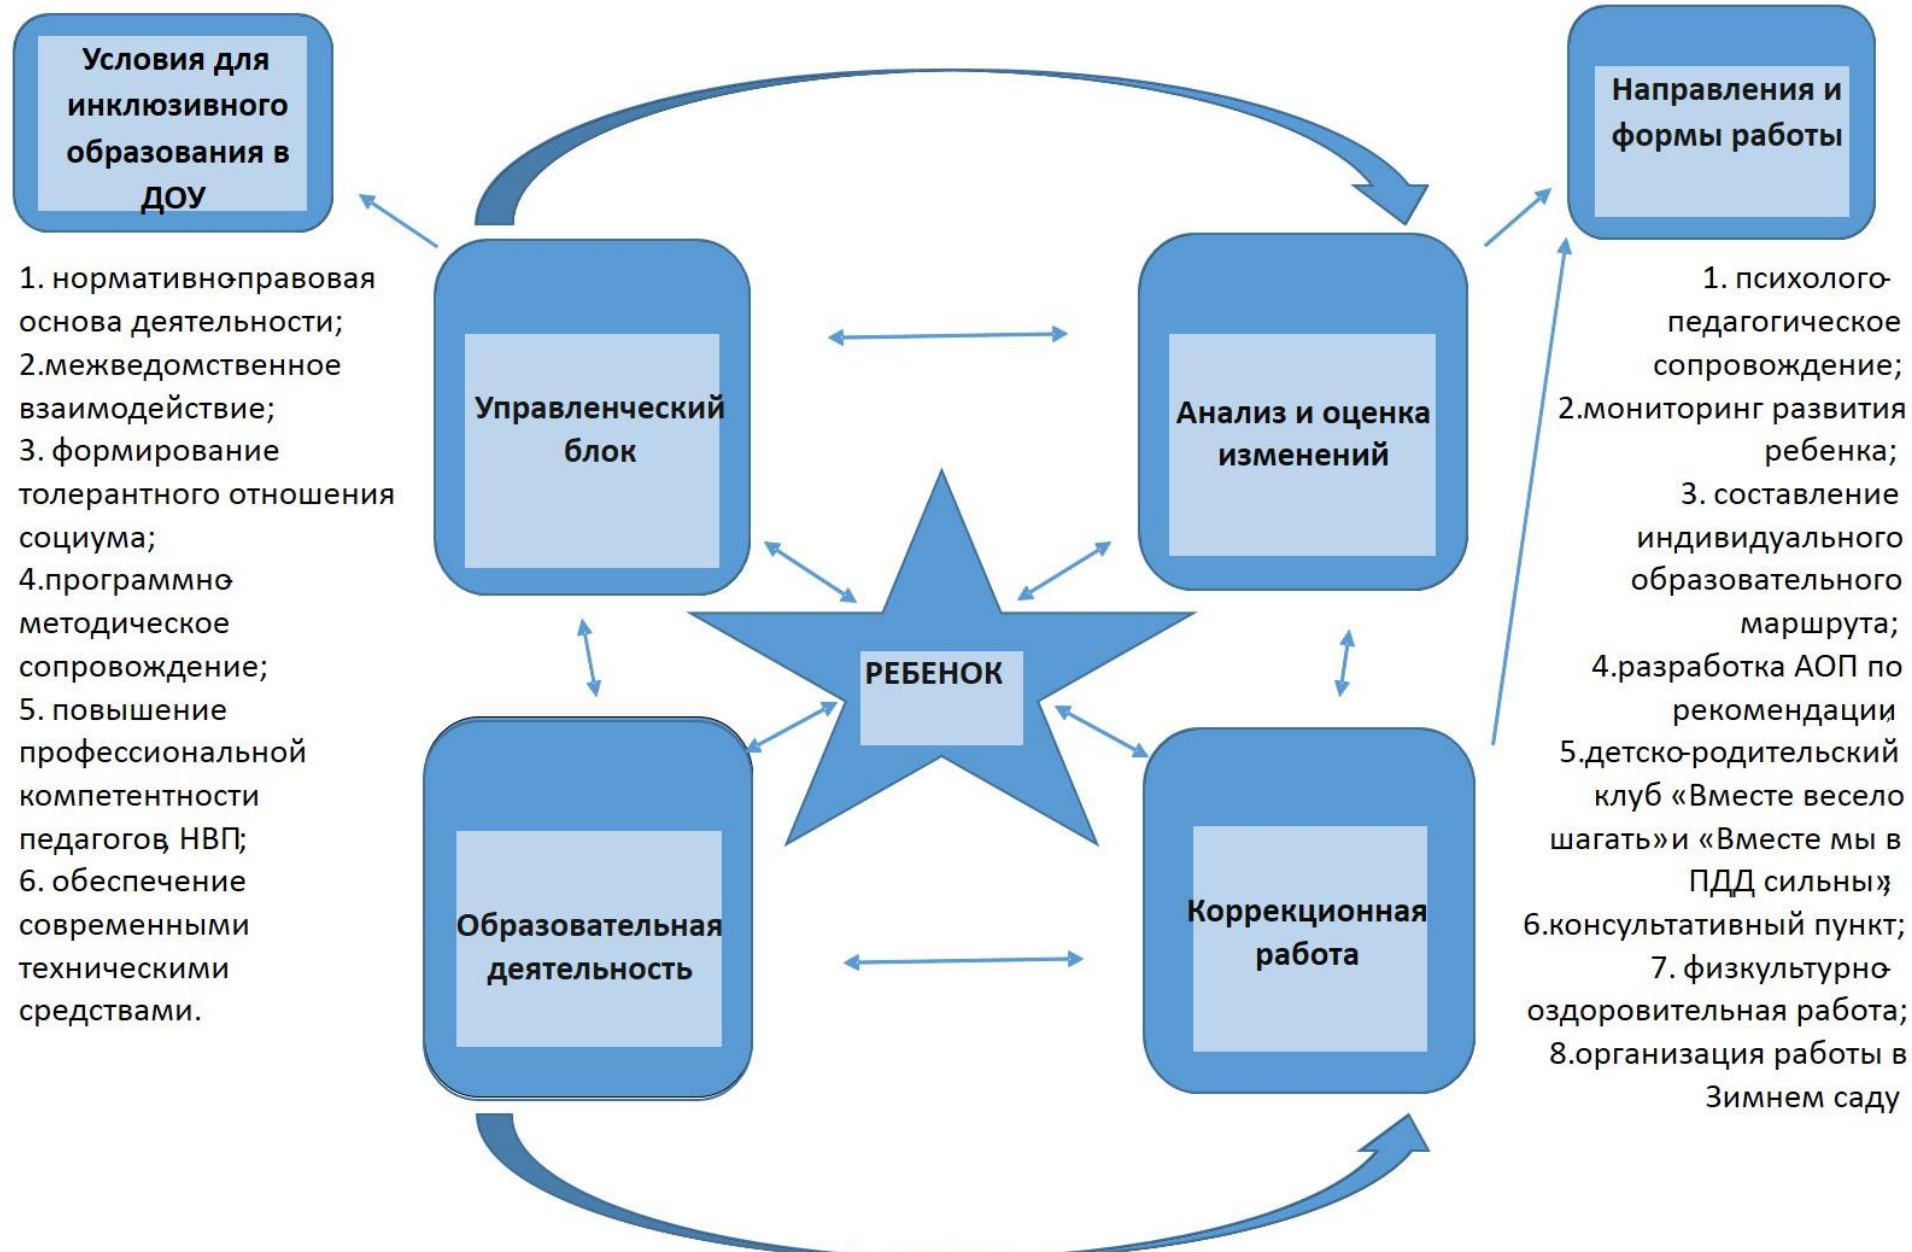 Условия для
инклюзивного
образования в
ДОУ
1. нормативно-правовая
основа деятельности;
2.межведомственное
взаимодействие;
3. формирование
толерантного отношения
социума;
4.программно-
методическое
сопровождение;
5. повышение
профессиональной
компетентности
педагогов, НВП;
6. обеспечение
современными
техническими
средствами.
Управленческий
блок
Анализ и оценка
изменений
РЕБЕНОК
Образовательная
деятельность
Коррекционная
работа
Направления и
формы работы
1. психолого-
педагогическое
сопровождение;
2.мониторинг развития
ребенка;
3. составление
индивидуального
образовательного
маршрута;
4.разработка АОП по
рекомендации;
5.детско-родительский
клуб «Вместе весело
шагать»и «Вместе мы в
ПДД сильны»;
6.консультативный пункт;
7. физкультурно-
оздоровительная работа;
8.организация работы в
Зимнем саду